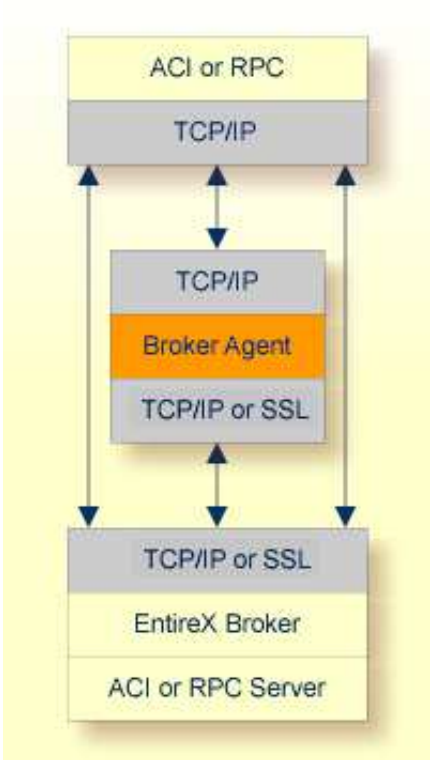 ACI or RPC
TCP/IP
TCP/IP
Broker Agent
TCP/IP or SSL
TCP/IP or SSL
EntireX Broker
ACI or RPC Server